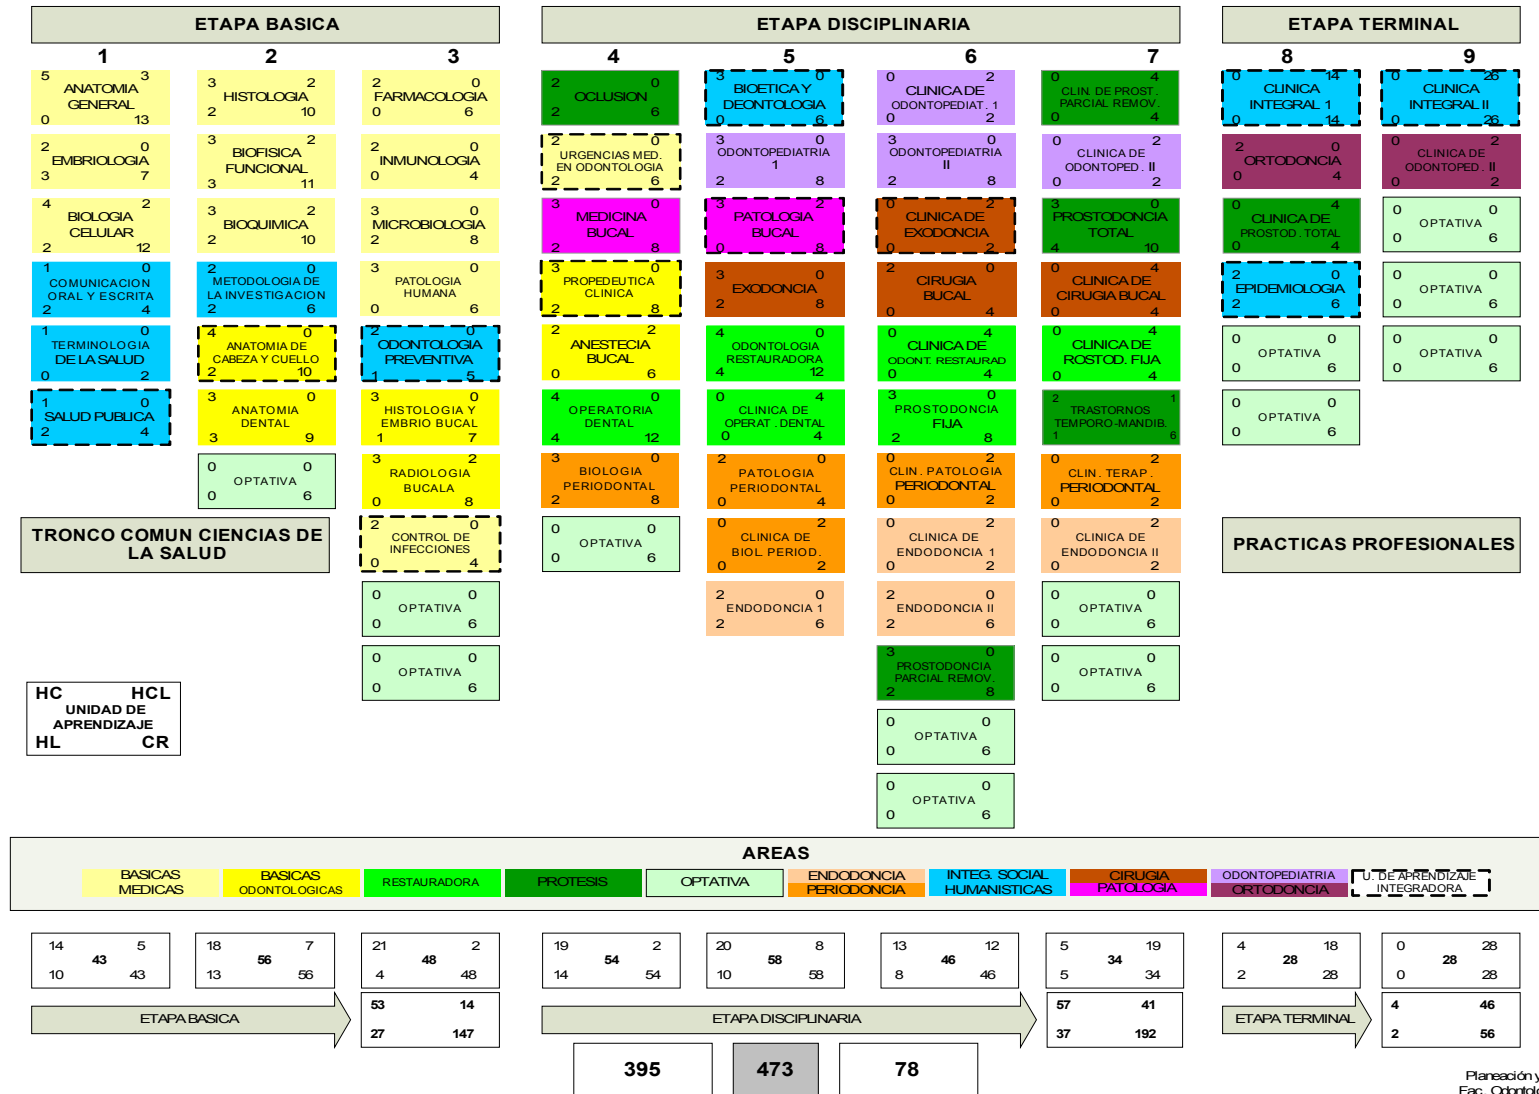 ETAPA BASICA
ETAPA DISCIPLINARIA
ETAPA TERMINAL
1 2 3 4 5 6 7 8 9
5 3
ANATOMIA
GENERAL
0 13
2 0
EMBRIOLOGIA
3 7
4 2
BIOLOGIA
CELULAR
2 12
1 0
COMUNICACION
ORAL Y ESCRITA
2 4
1 0
TERMINOLOGIA
DE LA SALUD
0 2
1 0
SALUD PUBLICA
2 4
3 2
HISTOLOGIA
2 10
3 2
BIOFISICA
FUNCIONAL
3 11
3 2
BIOQUIMICA
2 10
2 0
METODOLOGIA DE
LA INVESTIGACION
2 6
4 0
ANATOMIA DE
CABEZA Y CUELLO
2 10
3 0
ANATOMIA
DENTAL
3 9
0 0
OPTATIVA
0 6
2 0
FARMACOLOGIA
0 6
2 0
INMUNOLOGIA
0 4
3 0
MICROBIOLOGIA
2 8
3 0
PATOLOGIA
HUMANA
0 6
2 0
ODONTOLOGIA
PREVENTIVA
1 5
3 0
HISTOLOGIA Y
EMBRIO BUCAL
1 7
3 2
RADIOLOGIA
BUCALA
0 8
2 0
CONTROL DE
INFECCIONES
0 4
0 0
OPTATIVA
0 6
0 0
OPTATIVA
0 6
2 0
OCLUSION
2 6
2 0
URGENCIAS MED.
EN ODONTOLOGIA
2 6
3 0
MEDICINA
BUCAL
2 8
3 0
PROPEDEUTICA
CLINICA
2 8
2 2
ANESTECIA
BUCAL
0 6
4 0
OPERATORIA
DENTAL
4 12
3 0
BIOLOGIA
PERIODONTAL
2 8
0 0
OPTATIVA
0 6
3 0
BIOETICA Y
DEONTOLOGIA
0 6
3 0
ODONTOPEDIATRIA
1
2 8
3 2
PATOLOGIA
BUCAL
0 8
3 0
EXODONCIA
2 8
4 0
ODONTOLOGIA
RESTAURADORA
4 12
0 4
CLINICA DE
OPERAT. DENTAL
0 4
2 0
PATOLOGIA
PERIODONTAL
0 4
0 2
CLINICA DE
BIOL. PERIOD.
0 2
2 0
ENDODONCIA 1
2 6
0 2
CLINICA DE
ODONTOPEDIAT. 1
0 2
3 0
ODONTOPEDIATRIA
II
2 8
0 2
CLINICA DE
EXODONCIA
0 2
2 0
CIRUGIA
BUCAL
0 4
0 4
CLINICA DE
ODONT. RESTAURAD
0 4
3 0
PROSTODONCIA
FIJA
2 8
0 2
CLIN. PATOLOGIA
PERIODONTAL
0 2
0 2
CLINICA DE
ENDODONCIA 1
0 2
2 0
ENDODONCIA II
2 6
3 0
PROSTODONCIA
PARCIAL REMOV.
2 8
0 0
OPTATIVA
0 6
0 0
OPTATIVA
0 6
0 4
CLIN. DE PROST.
PARCIAL REMOV.
0 4
0 2
CLINICA DE
ODONTOPED. II
0 2
3 0
PROSTODONCIA
TOTAL
4 10
0 4
CLINICA DE
CIRUGIA BUCAL
0 4
0 4
CLINICA DE
ROSTOD. FIJA
0 4
2 1
TRASTORNOS
TEMPORO-MANDIB.
1 6
0 2
CLIN. TERAP.
PERIODONTAL
0 2
0 2
CLINICA DE
ENDODONCIA II
0 2
0 0
OPTATIVA
0 6
0 0
OPTATIVA
0 6
0 14
CLINICA
INTEGRAL 1
0 14
2 0
ORTODONCIA
0 4
0 4
CLINICA DE
PROSTOD. TOTAL
0 4
2 0
EPIDEMIOLOGIA
2 6
0 0
OPTATIVA
0 6
0 0
OPTATIVA
0 6
0 26
CLINICA
INTEGRAL II
0 26
0 2
CLINICA DE
ODONTOPED. II
0 2
0 0
OPTATIVA
0 6
0 0
OPTATIVA
0 6
0 0
OPTATIVA
0 6
TRONCO COMUN CIENCIAS DE
LA SALUD
PRACTICAS PROFESIONALES
HC HCL
UNIDAD DE
APRENDIZAJE
HL CR
AREAS
BASICAS
MEDICAS
BASICAS
ODONTOLOGICAS
RESTAURADORA
PROTESIS
OPTATIVA
ENDODONCIA
PERIODONCIA
INTEG. SOCIAL
HUMANISTICAS
CIRUGIA
PATOLOGIA
ODONTOPEDIATRIA
ORTODONCIA
U. DE APRENDIZAJE
INTEGRADORA
14 5
43
10 43
18 7
56
13 56
21 2
48
4 48
19 2
54
14 54
20 8
58
10 58
13 12
46
8 46
5 19
34
5 34
4 18
28
2 28
0 28
28
0 28
ETAPA BASICA
53 14
27 147
ETAPA DISCIPLINARIA
57 41
37 192
ETAPA TERMINAL
4 46
2 56
395 473 78
Planeación y
Fac. Odontolo